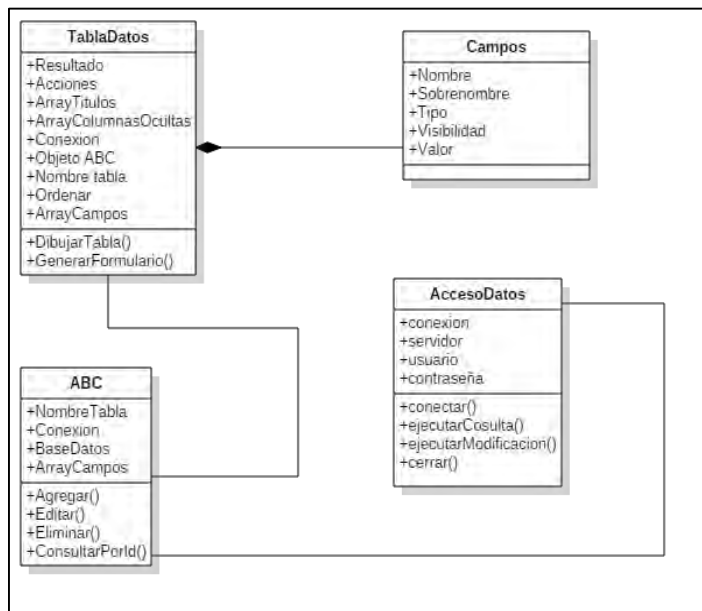 TablaDatos
+Resultado
+Acciones
+ArrayTitulos
+ArrayColumnasOcultas
+Conexion
+Objeto ABC
+Nombre tabla
+Ordenar
+ArrayCampos
+DibujarTabla()
+GenerarFormulario()
Campos
+Nombre
+Sobrenombre
+Tipo
+Visibilidad
+Valor
AccesoDatos
+conexion
+servidor
+usuario
+contraseña
+conectar()
+ejecutarCosulta()
+ejecutarModificacion()
+cerrar()
ABC
+NombreTabla
+Conexion
+BaseDatos
+ArrayCampos
+Agregar()
+Editar()
+Eliminar()
+ConsultarPorId()